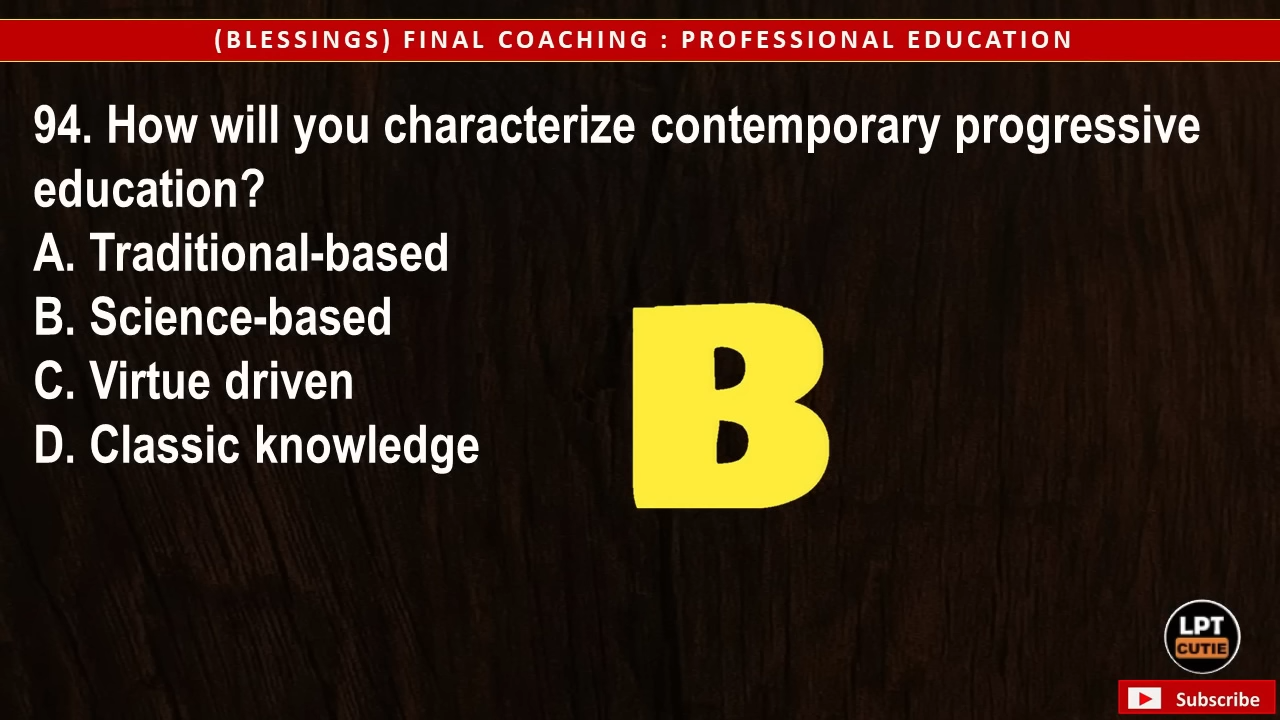 (BLESSINGS) FINAL COACHING : PROFESSIONAL EDUCATION
94. How will you characterize contemporary progressive
education?
A. Traditional-based
B. Science-based
C. Virtue driven
D. Classic knowledge
B
LPT
CUTIE
Subscribe